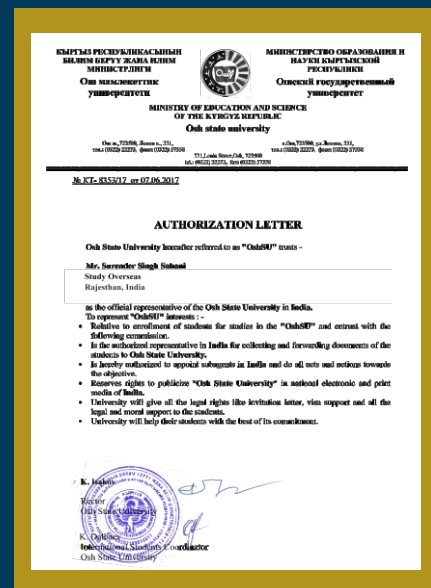 КЫРГЫЗ РЕСПУБЛИКАСЫНЫН
БИЛИМ БЕРҮҮ ЖАНА ИЛИМ
МИНИСТРЛИГИ
Ош мамлекеттик
университети
МИНИСТЕРСТВО ОБРАЗОВАНИЯ И
НАУКИ КЫРГЫЗСКОЙ
РЕСПУБЛИКИ
Ошский государственный
университет
MINISTRY OF EDUCATION AND SCIENCE
OF THE KYRGYZ REPUBLIC
Osh state university
№ KT- 8353/17 от 07.06.2017
AUTHORIZATION LETTER
Osh State University hereafter referred to as "OshSU" trusts -
Mr. Surender Singh Sahani
Study Overseas
Rajesthan, India
as the official representative of the Osh State University in India.
To represent "OshSU" interests : -
• Relative to enrollment of students for studies in the "OshSU" and entrust with the
following commission.
• Is the authorized representative in India for collecting and forwarding documents of the
students to Osh State University.
• Is hereby authorized to appoint subagents in India and do all acts and actions towards
the objective.
• Reserves rights to publicize "Osh State University" in national electronic and print
media of India.
• University will give all the legal rights like invitation letter, visa support and all the
legal and moral support to the students.
• University will help their students with the best of its commitment.
K. Isakov
Rector
Osh State University
K.
International Students Coordinator
Osh State University